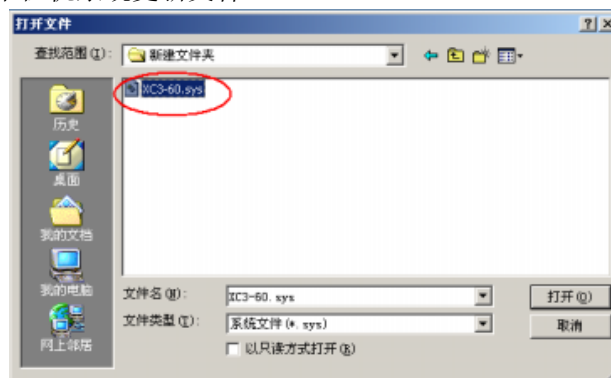 打开文件
查找范围(I):
新建文件夹
XC3-60.sys
历史
桌面
我的文档
我的电脑
网上邻居
文件名(N):
XC3-60.sys
打开(O)
文件类型(T):
系统文件(*.sys)
取消
以只读方式打开(R)